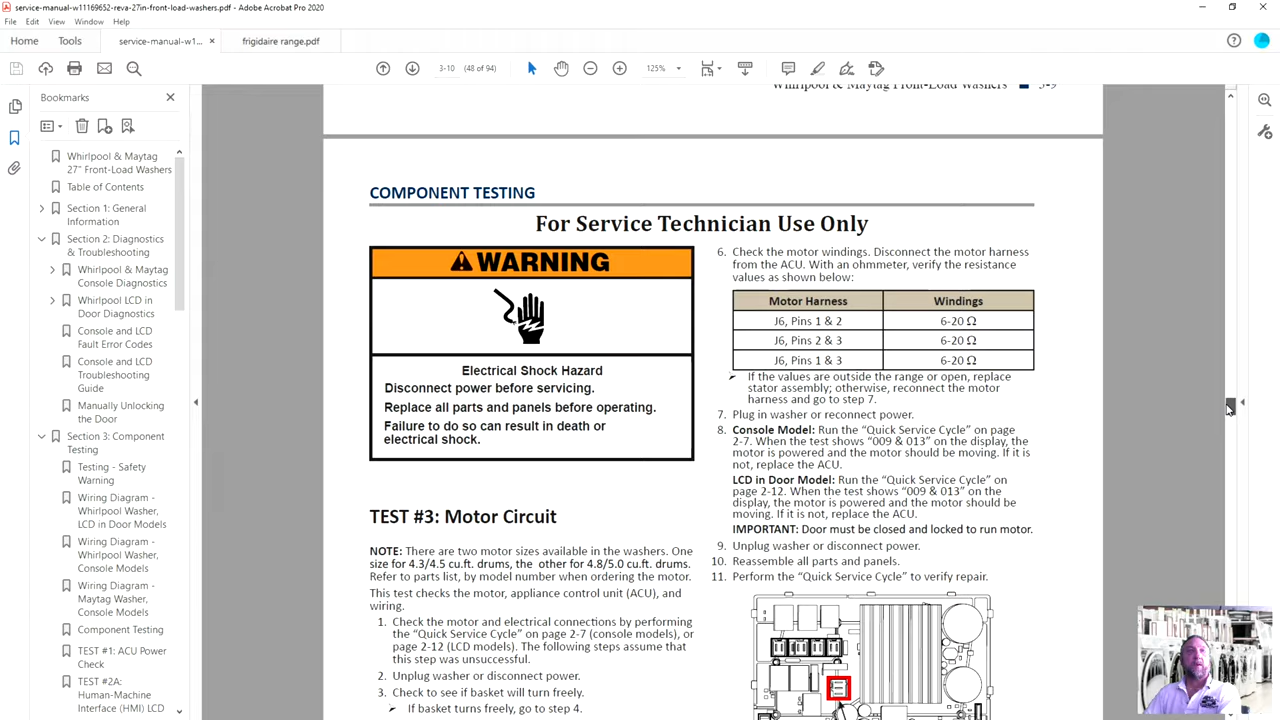 service-manual-w11169652-reva-27in-front-load-washers.pdf - Adobe Acrobat Pro 2020
File Edit View Window Help
Home Tools service-manual-w1... frigidaire range.pdf
3-10 (48 of 94) 125%
Bookmarks
Whirlpool & Maytag
27" Front-Load Washers
Table of Contents
Section 1: General
Information
Section 2: Diagnostics
& Troubleshooting
Whirlpool & Maytag
Console Diagnostics
Whirlpool LCD in
Door Diagnostics
Console and LCD
Fault Error Codes
Console and LCD
Troubleshooting
Guide
Manually Unlocking
the Door
Section 3: Component
Testing
Testing - Safety
Warning
Wiring Diagram -
Whirlpool Washer,
LCD in Door Models
Wiring Diagram -
Whirlpool Washer,
Console Models
Wiring Diagram -
Maytag Washer,
Console Models
Component Testing
TEST #1: ACU Power
Check
TEST #2A:
Human-Machine
Interface (HMI) LCD
Whirlpool & Maytag Front-Load Washers 3-9
COMPONENT TESTING
For Service Technician Use Only
WARNING
Electrical Shock Hazard
Disconnect power before servicing.
Replace all parts and panels before operating.
Failure to do so can result in death or
electrical shock.
TEST #3: Motor Circuit
NOTE: There are two motor sizes available in the washers. One
size for 4.3/4.5 cu.ft. drums, the other for 4.8/5.0 cu.ft. drums.
Refer to parts list, by model number when ordering the motor.
This test checks the motor, appliance control unit (ACU), and
wiring.
1. Check the motor and electrical connections by performing
the "Quick Service Cycle" on page 2-7 (console models), or
page 2-12 (LCD models). The following steps assume that
this step was unsuccessful.
2. Unplug washer or disconnect power.
3. Check to see if basket will turn freely.
➢ If basket turns freely, go to step 4.
6. Check the motor windings. Disconnect the motor harness
from the ACU. With an ohmmeter, verify the resistance
values as shown below:
Motor Harness Windings
J6, Pins 1 & 2 6-20 Ω
J6, Pins 2 & 3 6-20 Ω
J6, Pins 1 & 3 6-20 Ω
➢ If the values are outside the range or open, replace
stator assembly; otherwise, reconnect the motor
harness and go to step 7.
7. Plug in washer or reconnect power.
8. Console Model: Run the "Quick Service Cycle" on page
2-7. When the test shows "009 & 013" on the display, the
motor is powered and the motor should be moving. If it is
not, replace the ACU.
LCD in Door Model: Run the "Quick Service Cycle" on
page 2-12. When the test shows "009 & 013" on the
display, the motor is powered and the motor should be
moving. If it is not, replace the ACU.
IMPORTANT: Door must be closed and locked to run motor.
9. Unplug washer or disconnect power.
10. Reassemble all parts and panels.
11. Perform the "Quick Service Cycle" to verify repair.